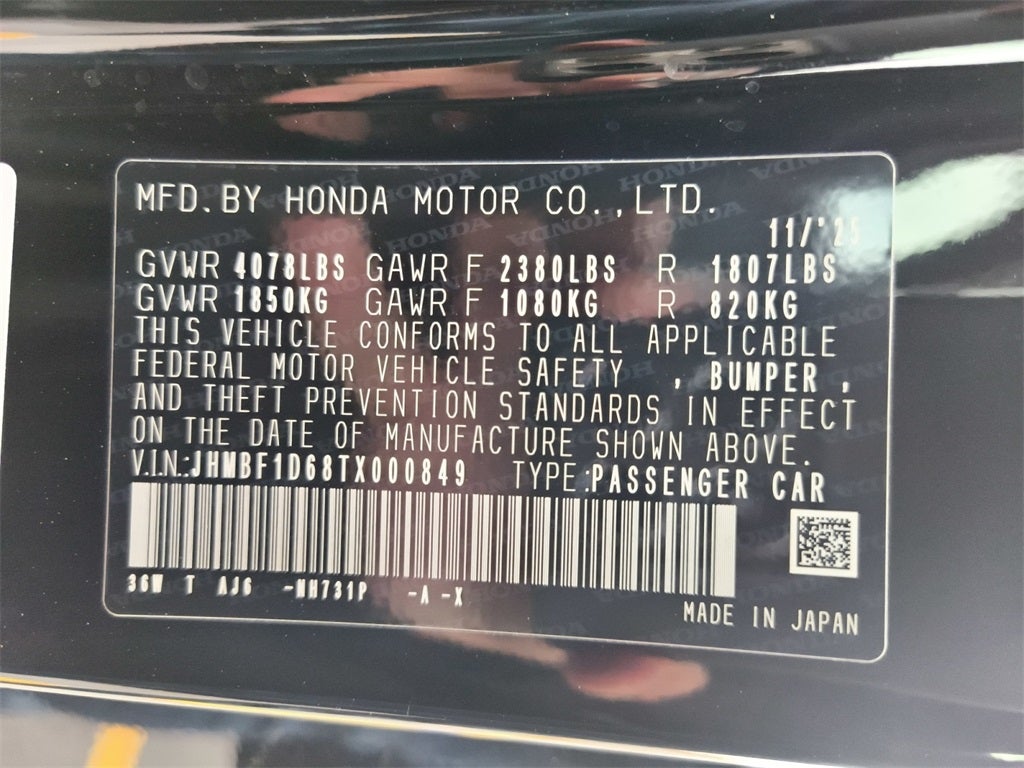 MFD. BY HONDA MOTOR CO., LTD.
11/'25
GVWR 4078LBS GAWR F 2380LBS R 1807LBS
GVWR 1850KG GAWR F 1080KG R 820KG
THIS VEHICLE CONFORMS TO ALL APPLICABLE
FEDERAL MOTOR VEHICLE SAFETY , BUMPER ,
AND THEFT PREVENTION STANDARDS IN EFFECT
ON THE DATE OF MANUFACTURE SHOWN ABOVE.
V.I.N.:JHMBF1D68TX000849 TYPE:PASSENGER CAR
36W T AJ6 -NH731P -A -X
MADE IN JAPAN